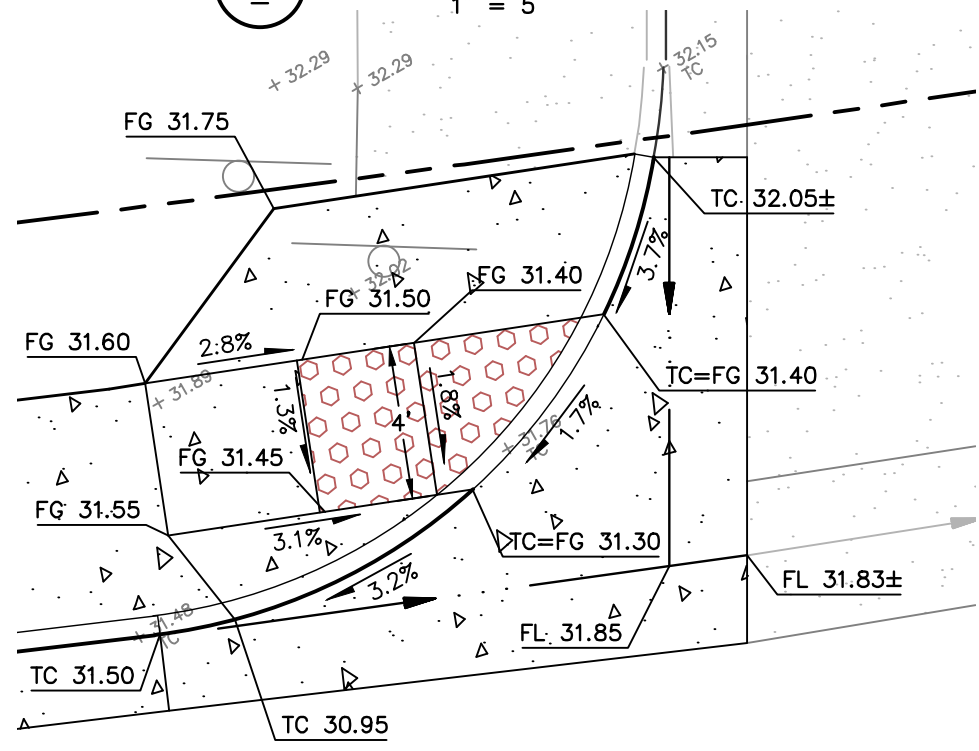 1" = 5
+ 32.29
+ 32.29
+ 32.15
TC
FG 31.75
TC 32.05±
3.7%
+ 32.02
FG 31.50
FG 31.40
FG 31.60
2.8%
+ 31.89
TC=FG 31.40
1.3%
1.8%
4'
1.7%
+ 31.76
TC
FG 31.45
FG 31.55
3.1%
TC=FG 31.30
3.2%
FL 31.83±
+ 31.48
TC
FL 31.85
TC 31.50
TC 30.95